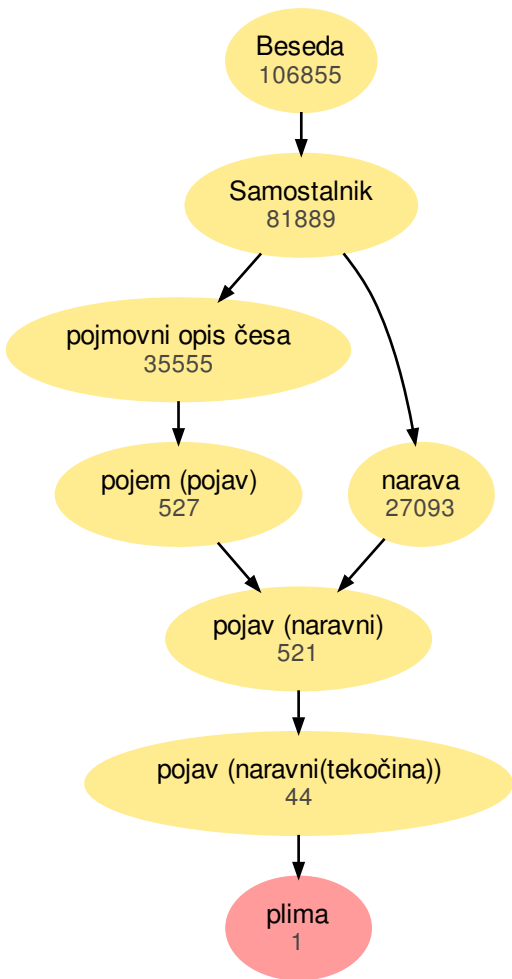 Beseda
106855
Samostalnik
81889
pojmovni opis česa
35555
pojem (pojav)
527
narava
27093
pojav (naravni)
521
pojav (naravni(tekočina))
44
plima
1